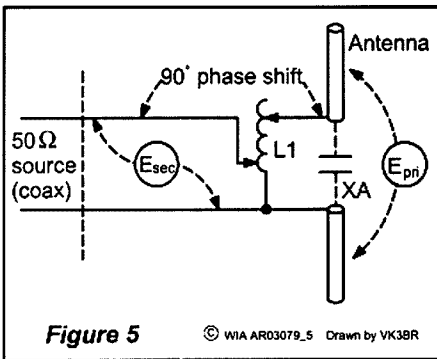 Antenna
90° phase shift
50Ω
source
(coax)
Esec
L1
XA
Epri
Figure 5
© WIA AR03079_5 Drawn by VK3BR